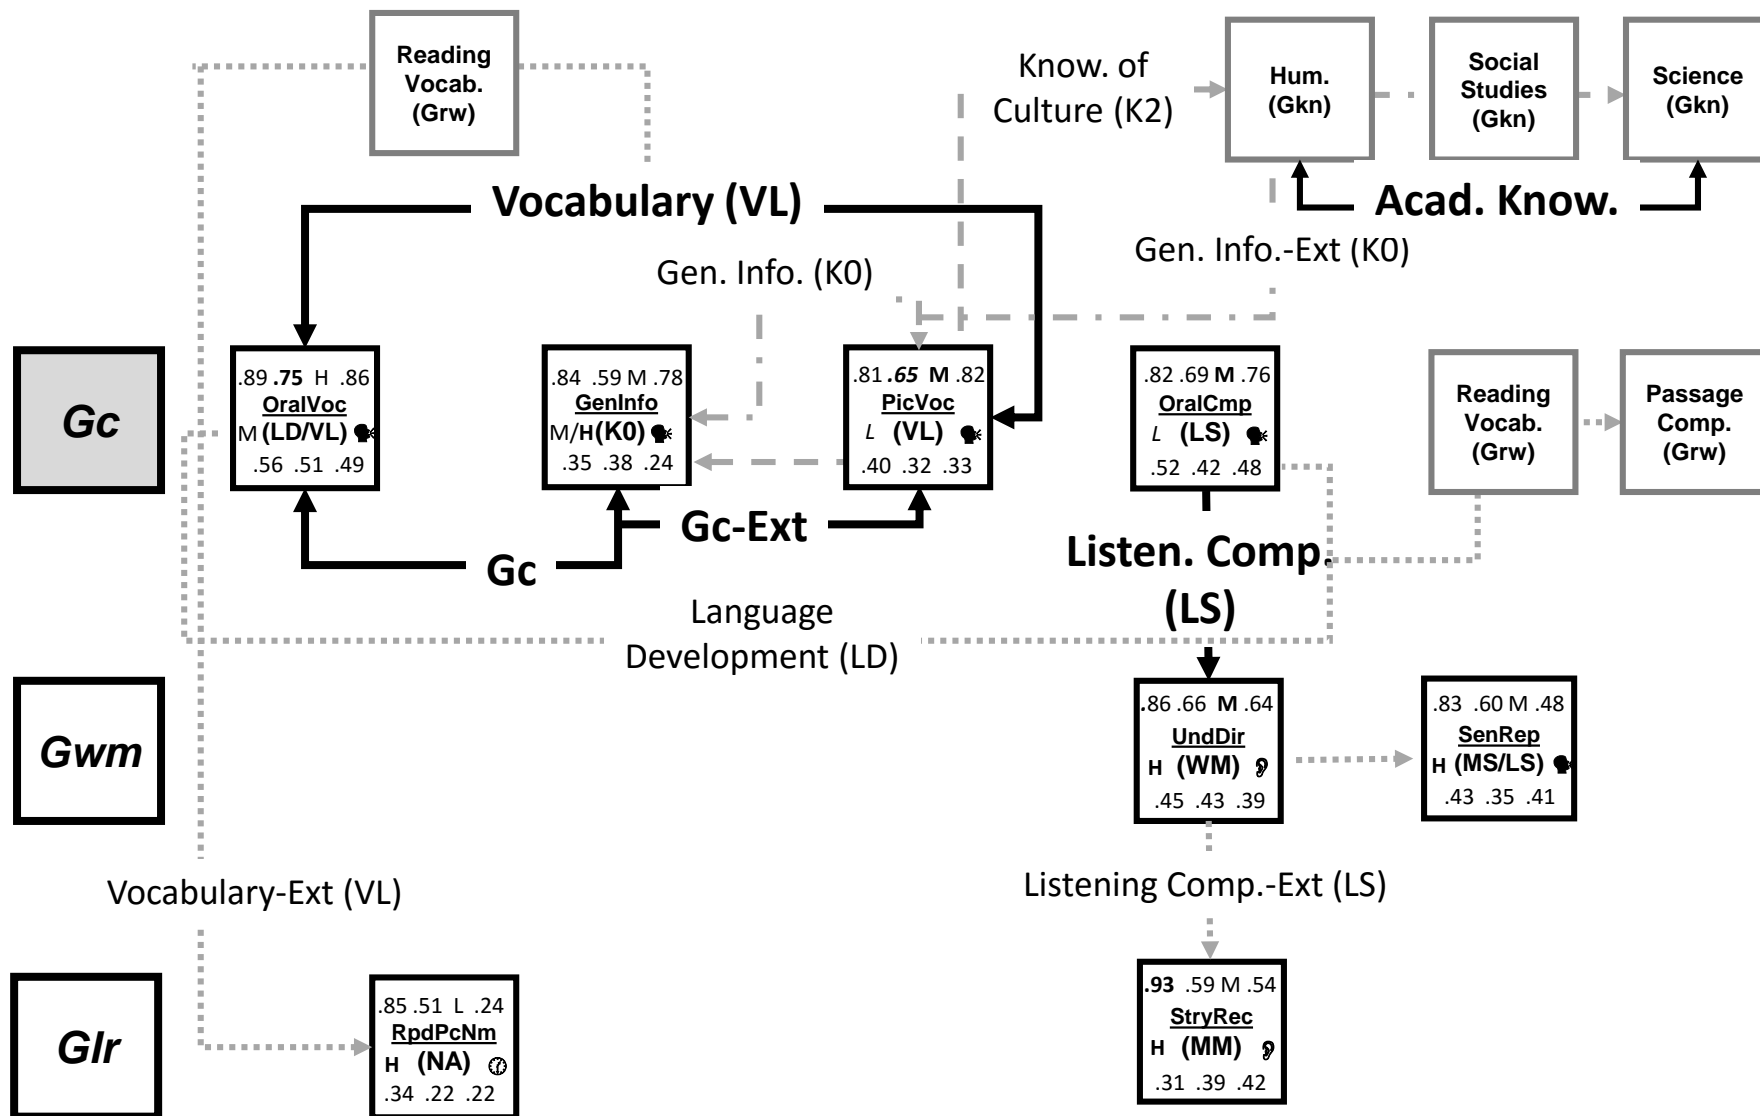 Reading
Vocab.
(Grw)
Know. of
Culture (K2)
Hum.
(Gkn)
Social
Studies
(Gkn)
Science
(Gkn)
Vocabulary (VL)
Acad. Know.
Gen. Info. (K0)
Gen. Info.-Ext (K0)
Gc
.89 .75 H .86
OralVoc
M (LD/VL)
.56 .51 .49
.84 .59 M .78
GenInfo
M/H (K0)
.35 .38 .24
.81 .65 M .82
PicVoc
L (VL)
.40 .32 .33
.82 .69 M .76
OralCmp
L (LS)
.52 .42 .48
Reading
Vocab.
(Grw)
Passage
Comp.
(Grw)
Gc-Ext
Gc
Listen. Comp.
(LS)
Language
Development (LD)
Gwm
.86 .66 M .64
UndDir
H (WM)
.45 .43 .39
.83 .60 M .48
SenRep
H (MS/LS)
.43 .35 .41
Vocabulary-Ext (VL)
Listening Comp.-Ext (LS)
Glr
.85 .51 L .24
RpdPcNm
H (NA)
.34 .22 .22
.93 .59 M .54
StryRec
H (MM)
.31 .39 .42